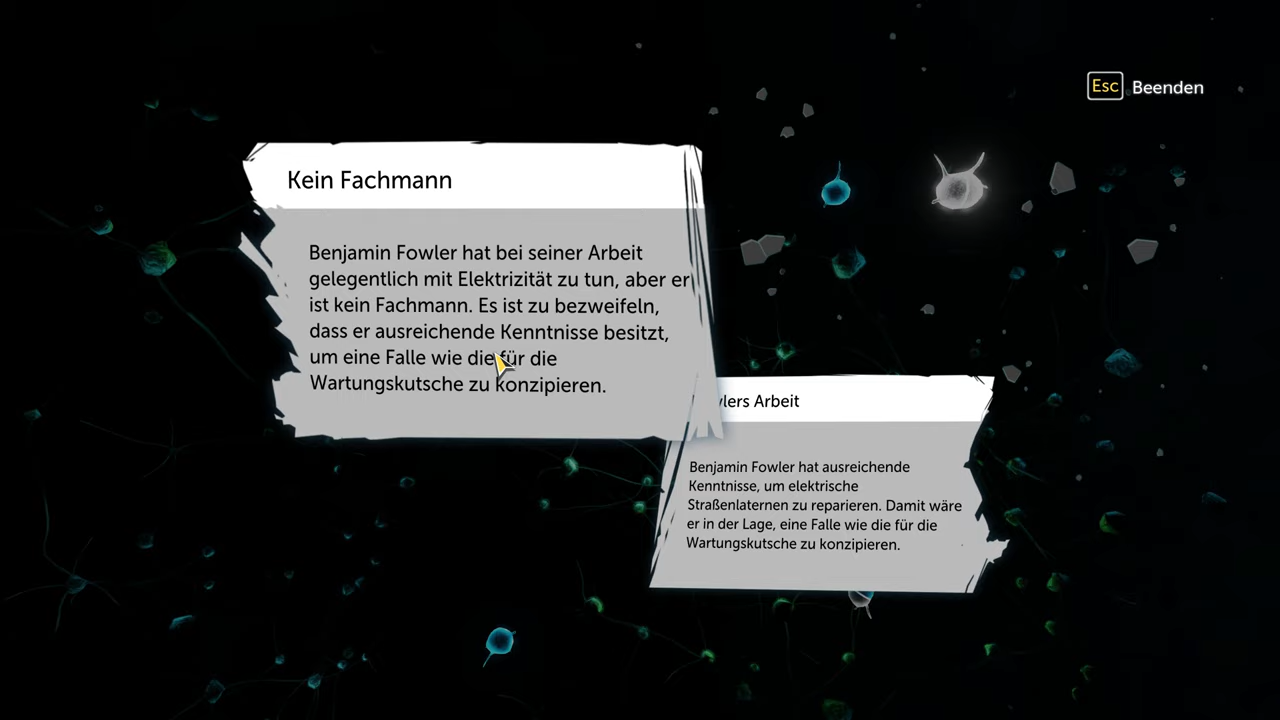 Esc Beenden
Kein Fachmann
Benjamin Fowler hat bei seiner Arbeit
gelegentlich mit Elektrizität zu tun, aber er
ist kein Fachmann. Es ist zu bezweifeln,
dass er ausreichende Kenntnisse besitzt,
um eine Falle wie die für die
Wartungskutsche zu konzipieren.
vlers Arbeit
Benjamin Fowler hat ausreichende
Kenntnisse, um elektrische
Straßenlaternen zu reparieren. Damit wäre
er in der Lage, eine Falle wie die für die
Wartungskutsche zu konzipieren.